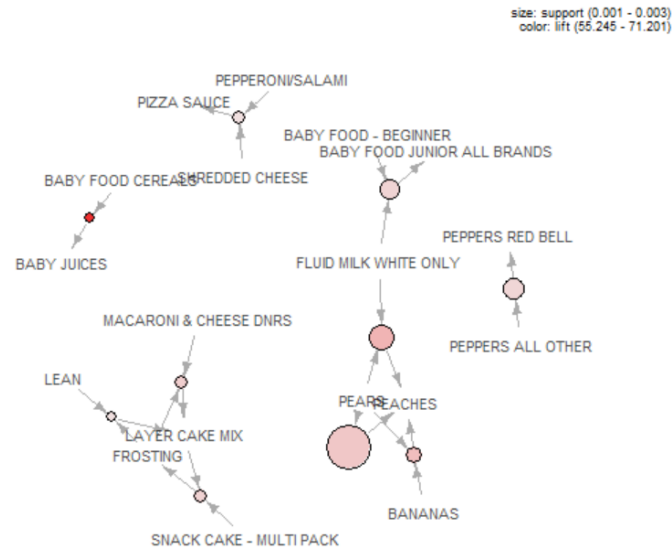 size: support (0.001 - 0.003)
color: lift (55.245 - 71.201)
PEPPERONI/SALAMI
PIZZA SAUCE
BABY FOOD - BEGINNER
BABY FOOD JUNIOR ALL BRANDS
SHREDDED CHEESE
BABY FOOD CEREALS
PEPPERS RED BELL
BABY JUICES
FLUID MILK WHITE ONLY
MACARONI & CHEESE DNRS
PEPPERS ALL OTHER
LEAN
PEARS
PEACHES
LAYER CAKE MIX
FROSTING
BANANAS
SNACK CAKE - MULTI PACK